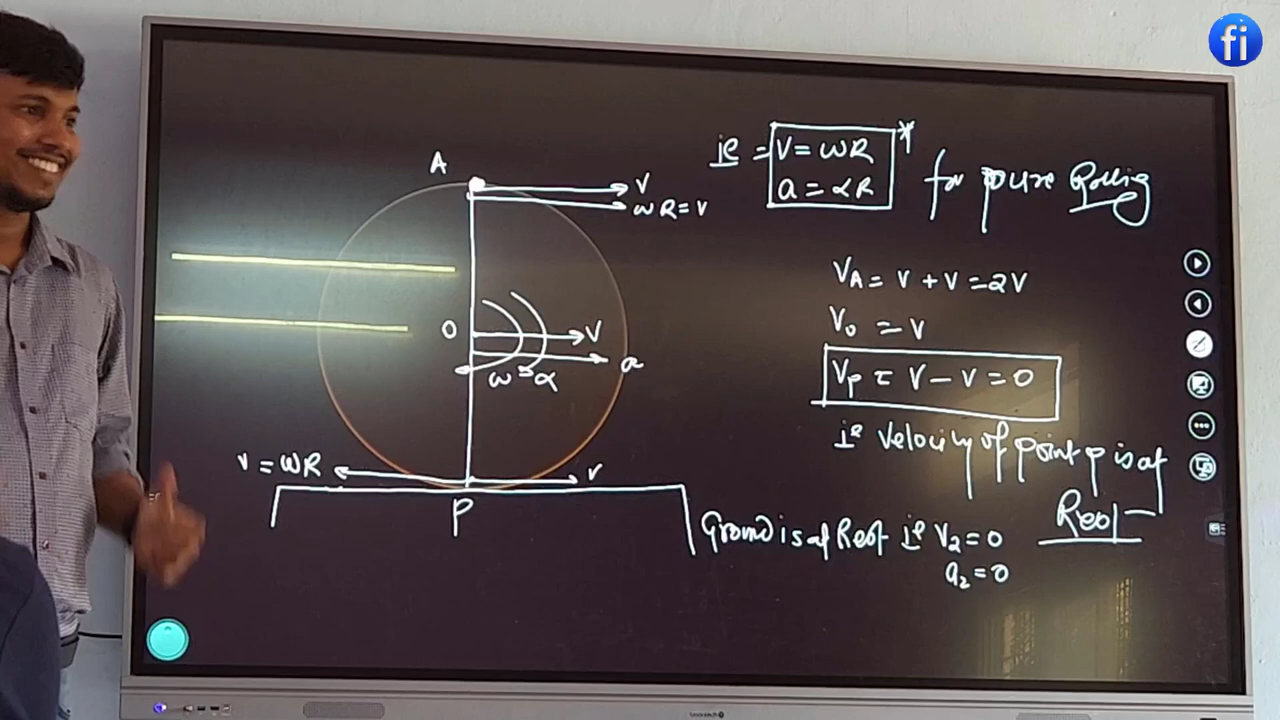 fi
A
V
ωR = V
O
V
a
ω
α
V = ωR
V
P
ie = V = ωR
a = αR
*
for pure Rolling
VA = V + V = 2V
V0 = V
Vp = V - V = 0
ie Velocity of point p is at
Rest
Ground is at Rest ie V2 = 0
a2 = 0